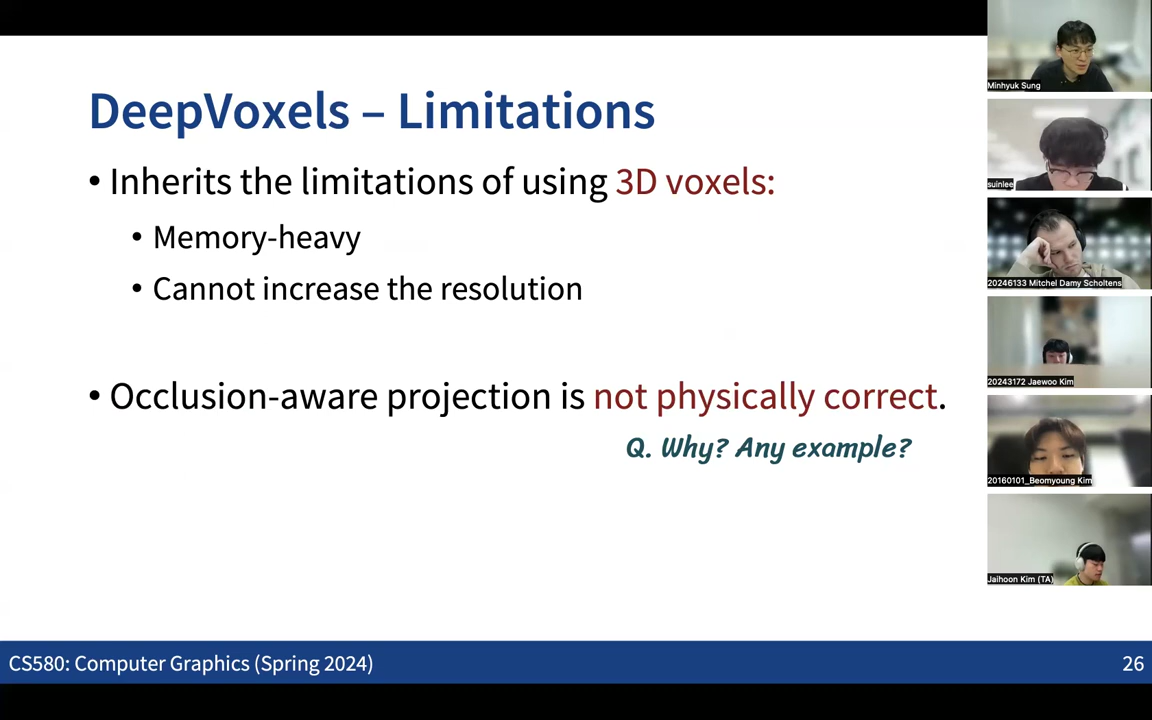 DeepVoxels – Limitations
• Inherits the limitations of using 3D voxels:
• Memory-heavy
• Cannot increase the resolution
• Occlusion-aware projection is not physically correct.
Q. Why? Any example?
CS580: Computer Graphics (Spring 2024)
26
Minhyuk Sung
suinlee
20246133 Mitchel Damy Scholtens
20243172 Jaewoo Kim
20160101_Beomyoung Kim
Jaihoon Kim (TA)